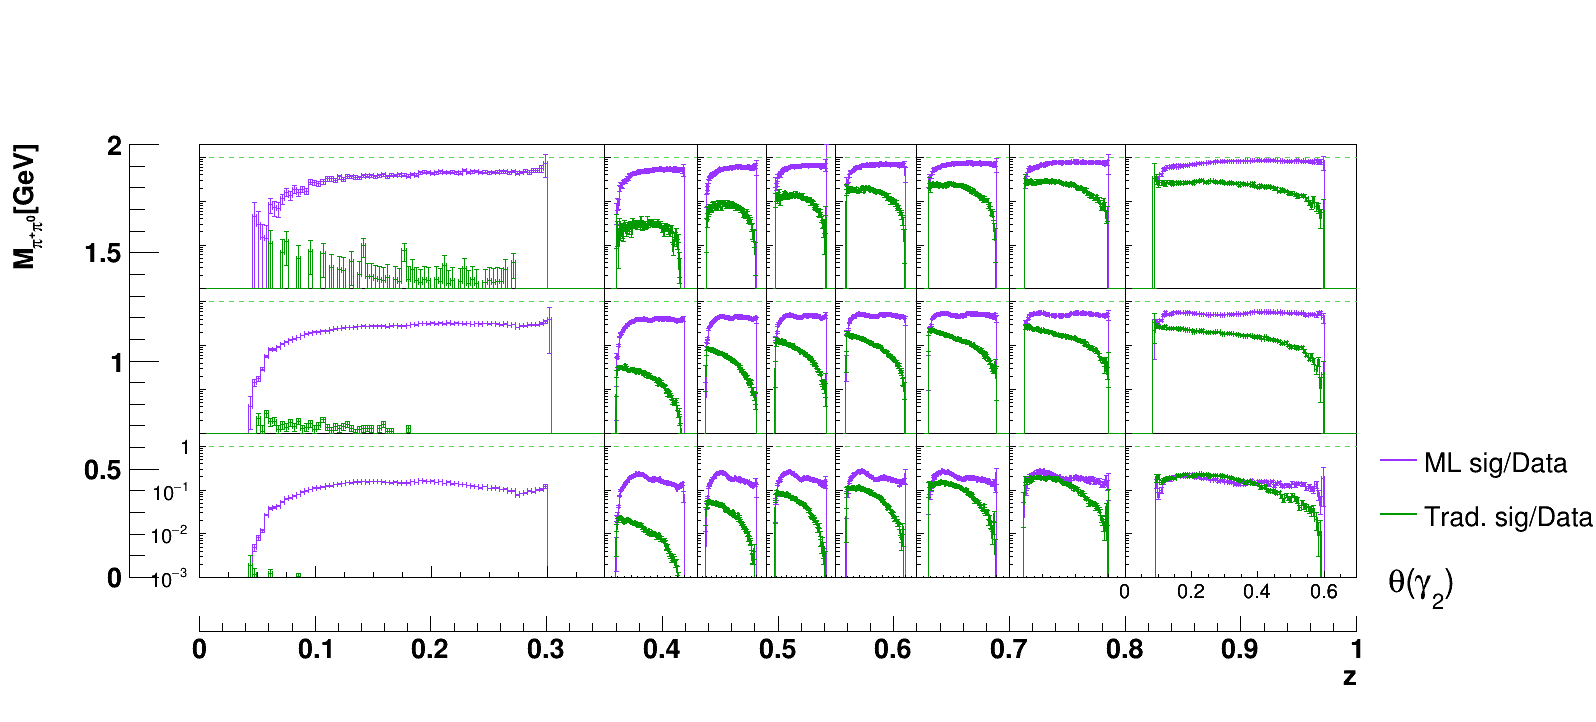 M_{π⁺π⁰}[GeV]
2
1.5
1
0.5
0
1
10⁻¹
10⁻²
10⁻³
ML sig/Data
Trad. sig/Data
0 0.2 0.4 0.6
θ(γ₂)
0 0.1 0.2 0.3 0.4 0.5 0.6 0.7 0.8 0.9 1
z